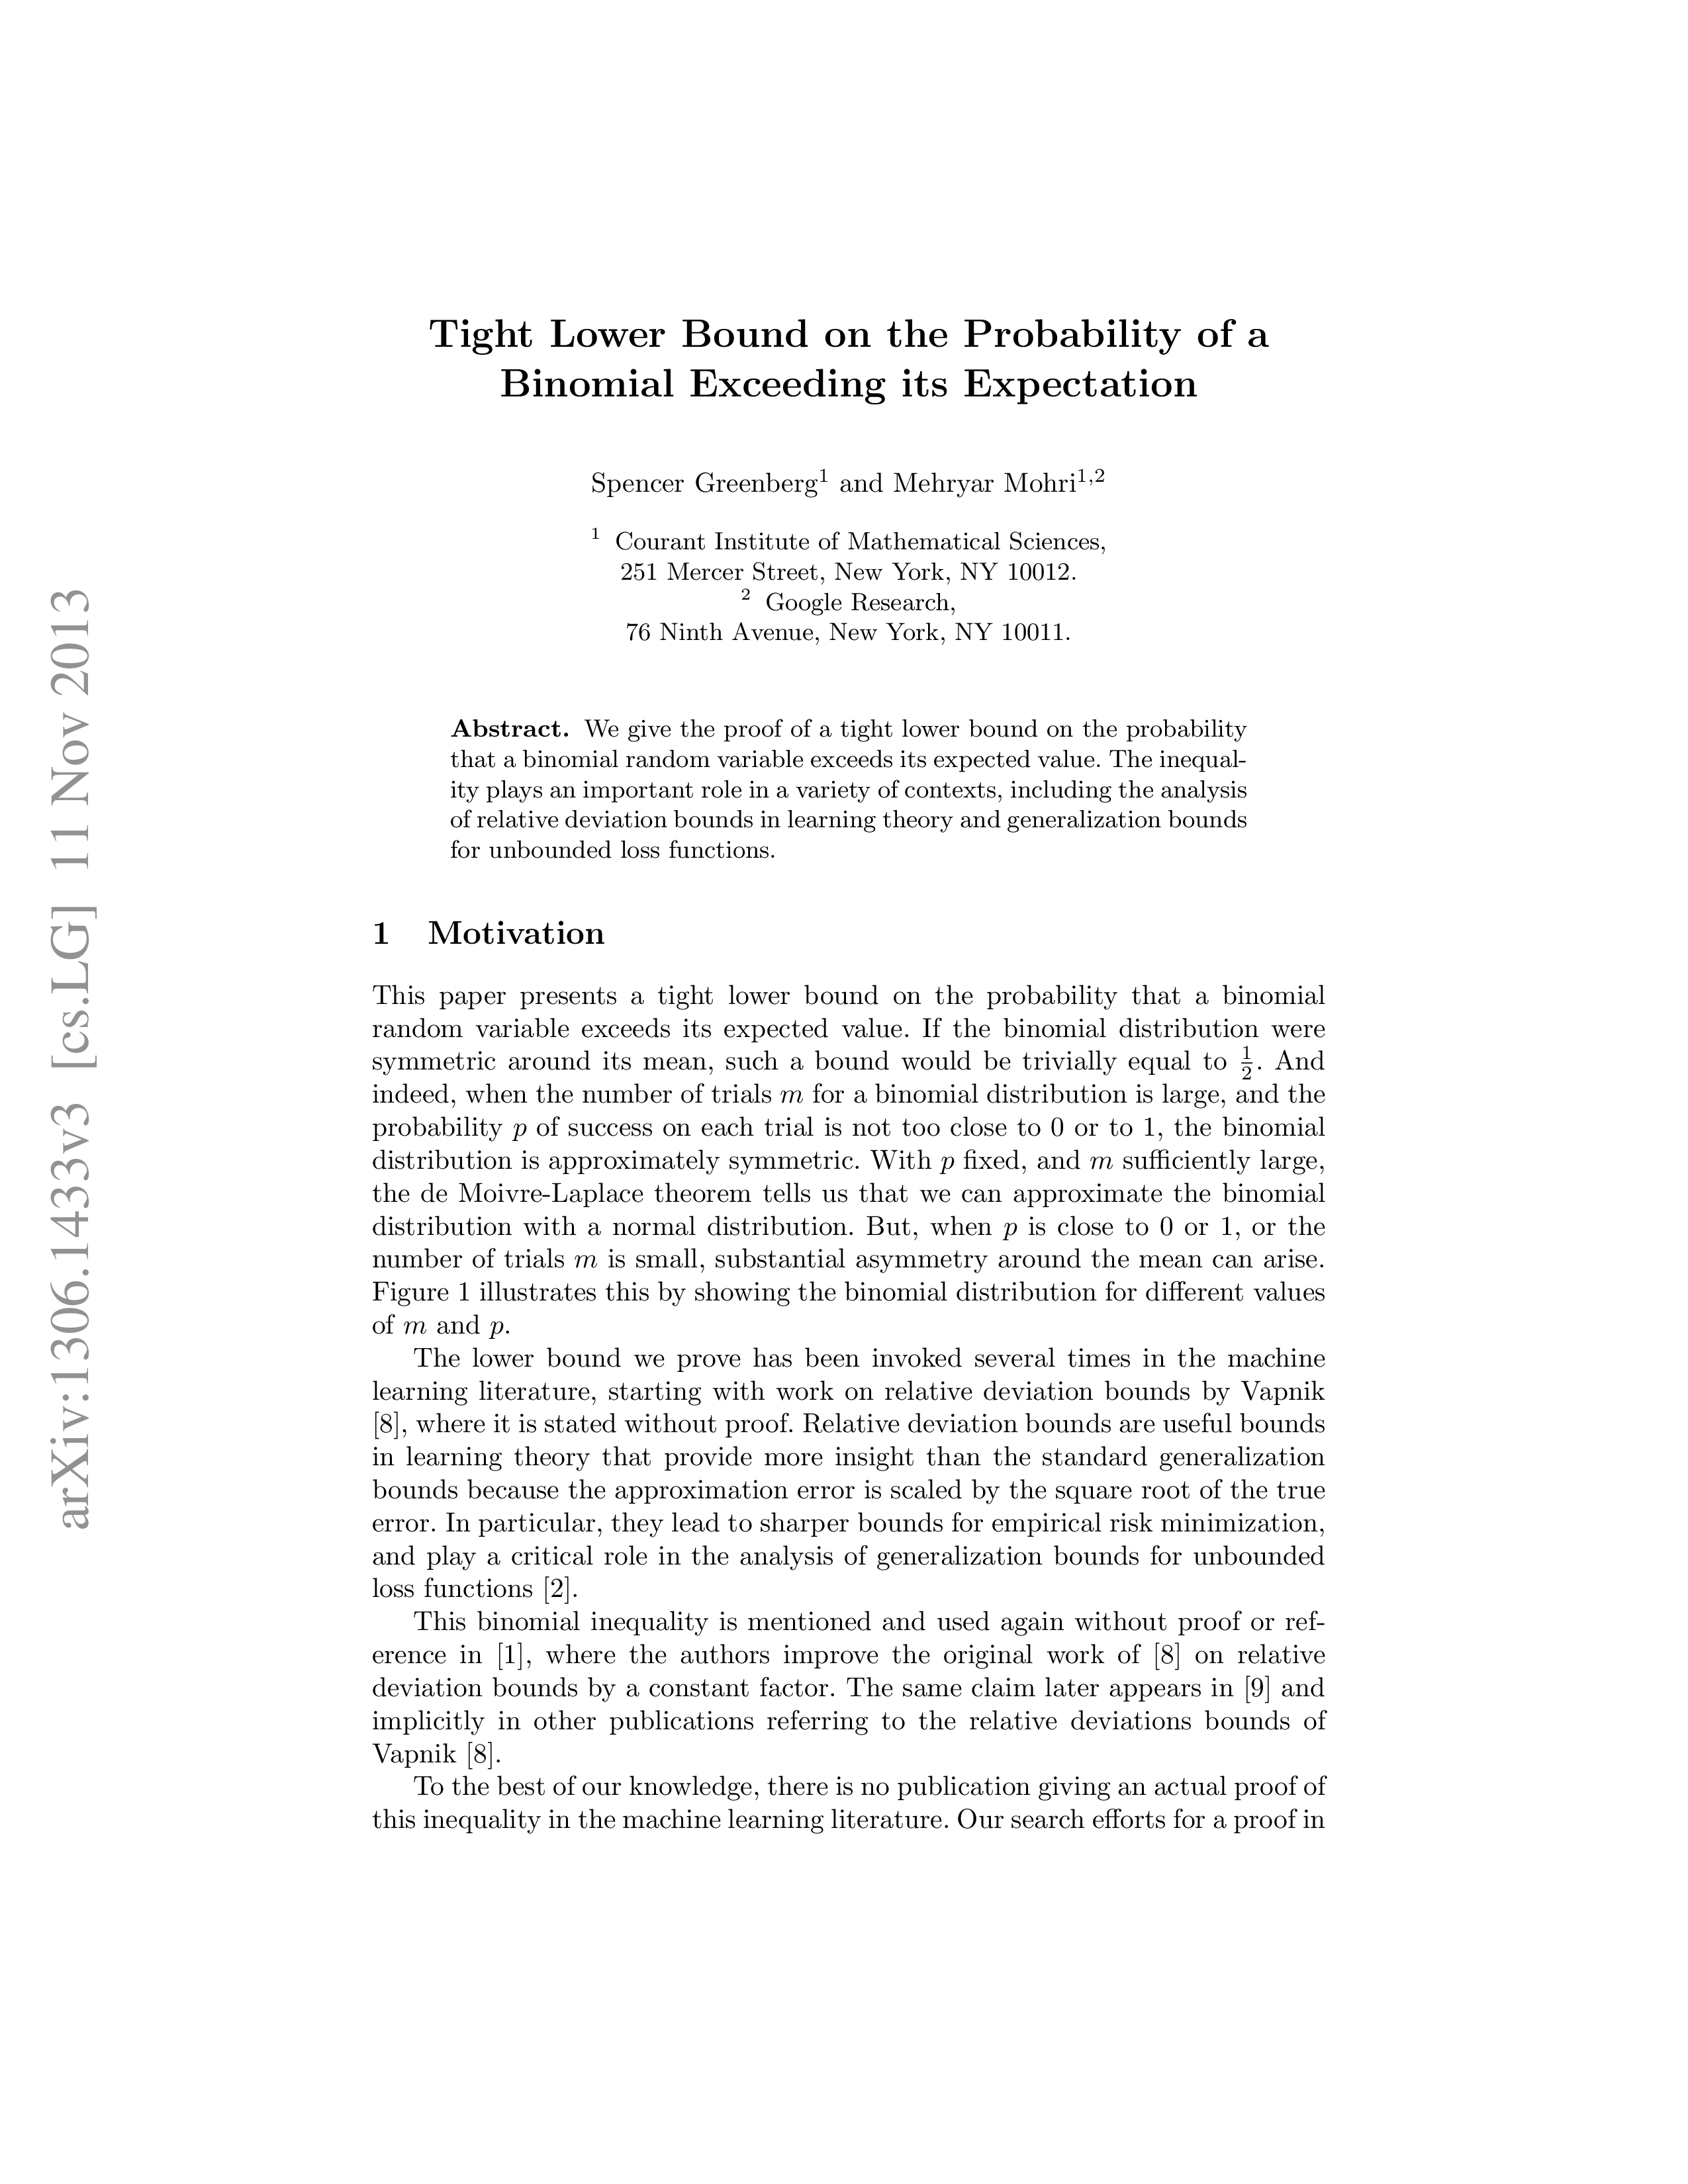 Tight Lower Bound on the Probability of a
Binomial Exceeding its Expectation
Spencer Greenberg¹ and Mehryar Mohri¹,²
¹ Courant Institute of Mathematical Sciences,
251 Mercer Street, New York, NY 10012.
² Google Research,
76 Ninth Avenue, New York, NY 10011.
Abstract. We give the proof of a tight lower bound on the probability
that a binomial random variable exceeds its expected value. The inequal-
ity plays an important role in a variety of contexts, including the analysis
of relative deviation bounds in learning theory and generalization bounds
for unbounded loss functions.
1 Motivation
This paper presents a tight lower bound on the probability that a binomial
random variable exceeds its expected value. If the binomial distribution were
symmetric around its mean, such a bound would be trivially equal to 1/2. And
indeed, when the number of trials m for a binomial distribution is large, and the
probability p of success on each trial is not too close to 0 or to 1, the binomial
distribution is approximately symmetric. With p fixed, and m sufficiently large,
the de Moivre-Laplace theorem tells us that we can approximate the binomial
distribution with a normal distribution. But, when p is close to 0 or 1, or the
number of trials m is small, substantial asymmetry around the mean can arise.
Figure 1 illustrates this by showing the binomial distribution for different values
of m and p.
The lower bound we prove has been invoked several times in the machine
learning literature, starting with work on relative deviation bounds by Vapnik
[8], where it is stated without proof. Relative deviation bounds are useful bounds
in learning theory that provide more insight than the standard generalization
bounds because the approximation error is scaled by the square root of the true
error. In particular, they lead to sharper bounds for empirical risk minimization,
and play a critical role in the analysis of generalization bounds for unbounded
loss functions [2].
This binomial inequality is mentioned and used again without proof or ref-
erence in [1], where the authors improve the original work of [8] on relative
deviation bounds by a constant factor. The same claim later appears in [9] and
implicitly in other publications referring to the relative deviations bounds of
Vapnik [8].
To the best of our knowledge, there is no publication giving an actual proof of
this inequality in the machine learning literature. Our search efforts for a proof in
arXiv:1306.1433v3 [cs.LG] 11 Nov 2013